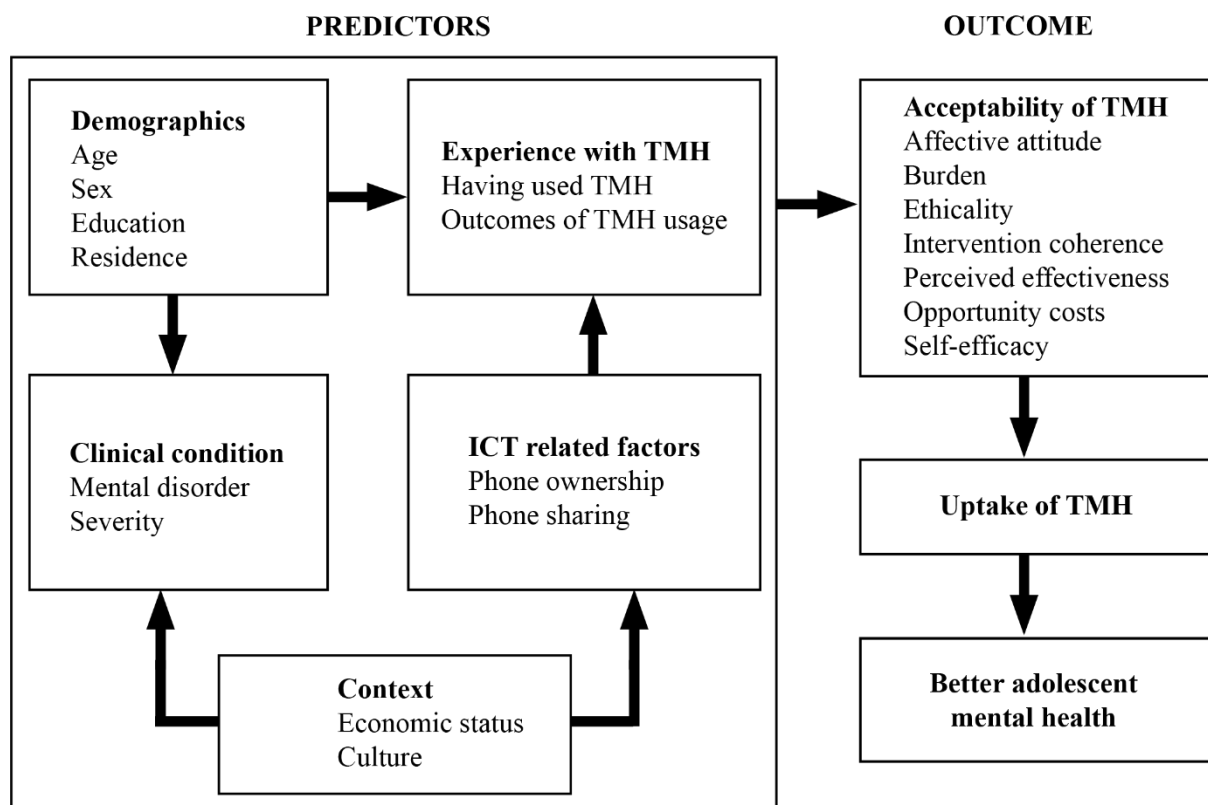 PREDICTORS
OUTCOME
Demographics
Age
Sex
Education
Residence
Experience with TMH
Having used TMH
Outcomes of TMH usage
Acceptability of TMH
Affective attitude
Burden
Ethicality
Intervention coherence
Perceived effectiveness
Opportunity costs
Self-efficacy
Clinical condition
Mental disorder
Severity
ICT related factors
Phone ownership
Phone sharing
Uptake of TMH
Context
Economic status
Culture
Better adolescent
mental health